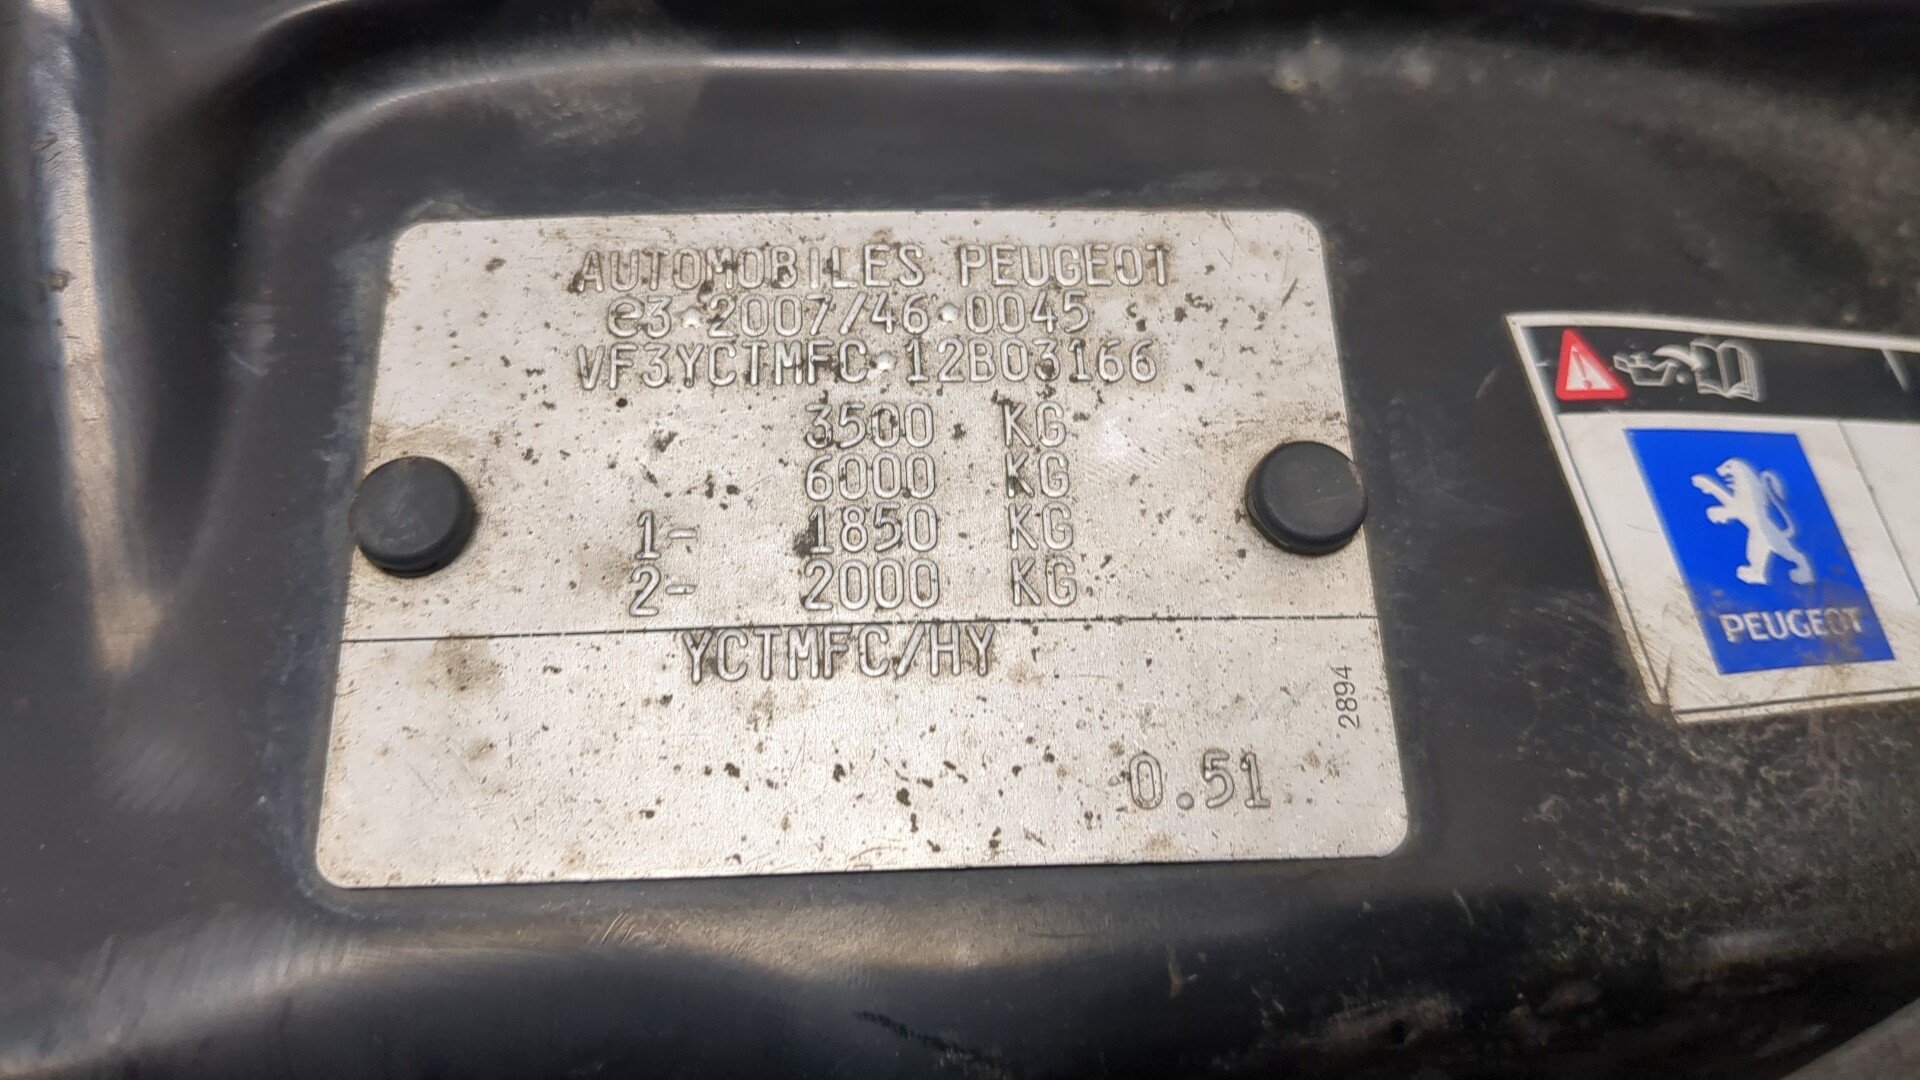 AUTOMOBILES PEUGEOT
e3*2007/46*0045
VF3YCTMFC*12B03166
3500 KG
6000 KG
1- 1850 KG
2- 2000 KG
YCTMFC/HY
2894
0.51
PEUGEOT